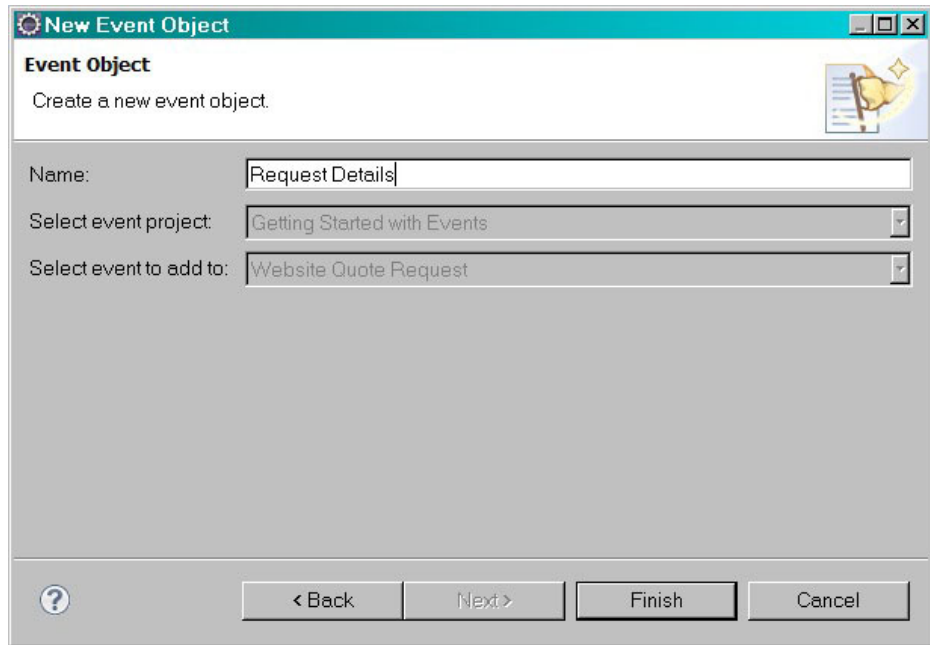 New Event Object
Event Object
Create a new event object.
Name: Request Details
Select event project: Getting Started with Events
Select event to add to: Website Quote Request
? < Back Next > Finish Cancel